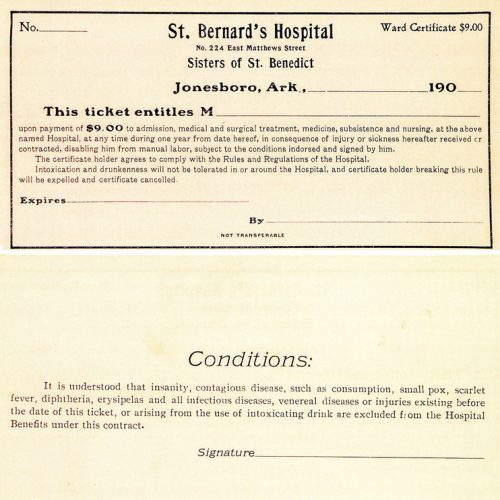 No.
St. Bernard's Hospital
Ward Certificate $9.00
No. 224 East Matthews Street
Sisters of St. Benedict
Jonesboro, Ark., 190
This ticket entitles M
upon payment of $9.00 to admission, medical and surgical treatment, medicine, subsistence and nursing, at the above
named Hospital, at any time during one year from date hereof, in consequence of injury or sickness hereafter received or
contracted, disabling him from manual labor, subject to the conditions indorsed and signed by him.
The certificate holder agrees to comply with the Rules and Regulations of the Hospital.
Intoxication and drunkenness will not be tolerated in or around the Hospital, and certificate holder breaking this rule
will be expelled and certificate cancelled.
Expires
By
NOT TRANSFERABLE
Conditions:
It is understood that insanity, contagious disease, such as consumption, small pox, scarlet
fever, diphtheria, erysipelas and all infectious diseases, venereal diseases or injuries existing before
the date of this ticket, or arising from the use of intoxicating drink are excluded from the Hospital
Benefits under this contract.
Signature